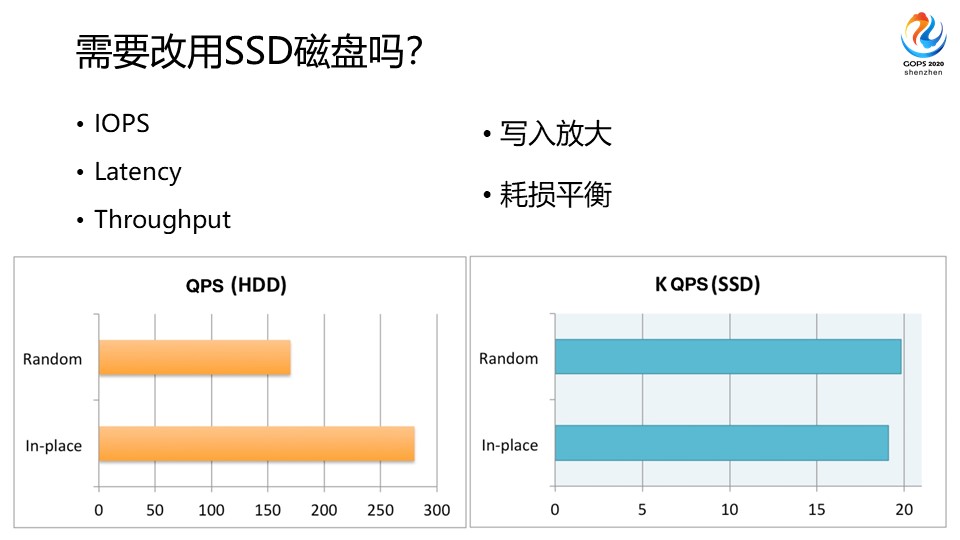 需要改用SSD磁盘吗?
GOPS 2020
shenzhen
• IOPS
• Latency
• Throughput
• 写入放大
• 耗损平衡
QPS (HDD)
Random
In-place
0 50 100 150 200 250 300
K QPS (SSD)
Random
In-place
0 5 10 15 20